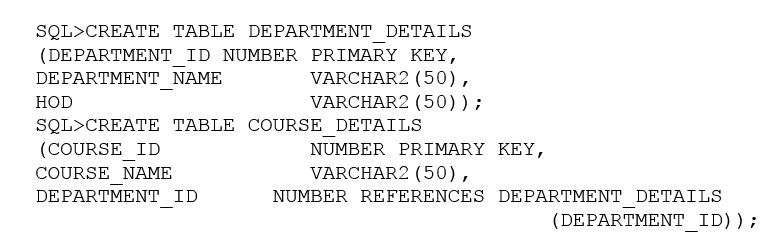 SQL>CREATE TABLE DEPARTMENT_DETAILS
(DEPARTMENT_ID NUMBER PRIMARY KEY,
DEPARTMENT_NAME VARCHAR2(50),
HOD VARCHAR2(50));
SQL>CREATE TABLE COURSE_DETAILS
(COURSE_ID NUMBER PRIMARY KEY,
COURSE_NAME VARCHAR2(50),
DEPARTMENT_ID NUMBER REFERENCES DEPARTMENT_DETAILS
(DEPARTMENT_ID));